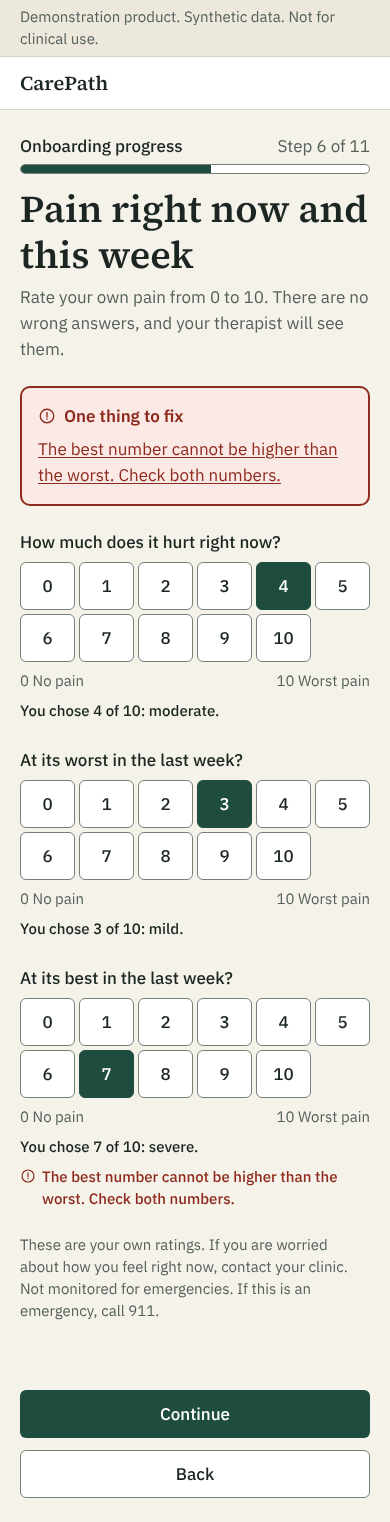 Demonstration product. Synthetic data. Not for
clinical use.
CarePath
Onboarding progress
Step 6 of 11
Pain right now and
this week
Rate your own pain from 0 to 10. There are no
wrong answers, and your therapist will see
them.
One thing to fix
The best number cannot be higher than
the worst. Check both numbers.
How much does it hurt right now?
0 1 2 3 4 5
6 7 8 9 10
0 No pain
10 Worst pain
You chose 4 of 10: moderate.
At its worst in the last week?
0 1 2 3 4 5
6 7 8 9 10
0 No pain
10 Worst pain
You chose 3 of 10: mild.
At its best in the last week?
0 1 2 3 4 5
6 7 8 9 10
0 No pain
10 Worst pain
You chose 7 of 10: severe.
The best number cannot be higher than the
worst. Check both numbers.
These are your own ratings. If you are worried
about how you feel right now, contact your clinic.
Not monitored for emergencies. If this is an
emergency, call 911.
Continue
Back